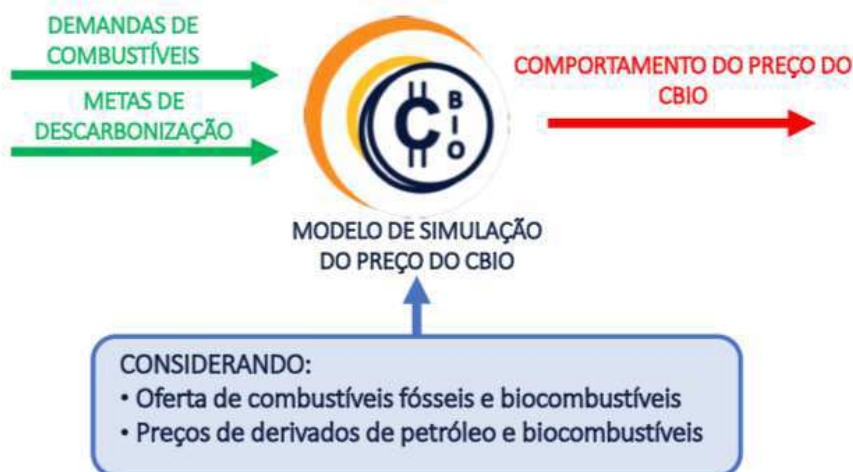 DEMANDAS DE
COMBUSTÍVEIS
METAS DE
DESCARBONIZAÇÃO
C BIO
COMPORTAMENTO DO PREÇO DO
CBIO
MODELO DE SIMULAÇÃO
DO PREÇO DO CBIO
CONSIDERANDO:
• Oferta de combustíveis fósseis e biocombustíveis
• Preços de derivados de petróleo e biocombustíveis